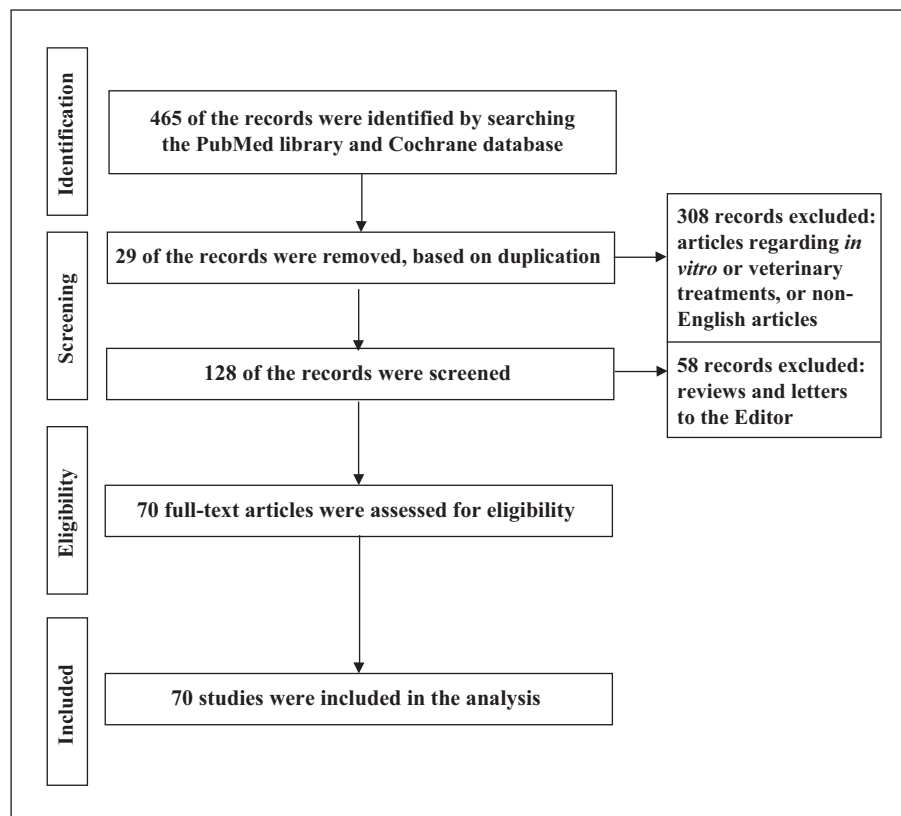 Identification
465 of the records were identified by searching
the PubMed library and Cochrane database
Screening
29 of the records were removed, based on duplication
308 records excluded:
articles regarding in
vitro or veterinary
treatments, or non-
English articles
128 of the records were screened
58 records excluded:
reviews and letters
to the Editor
Eligibility
70 full-text articles were assessed for eligibility
Included
70 studies were included in the analysis